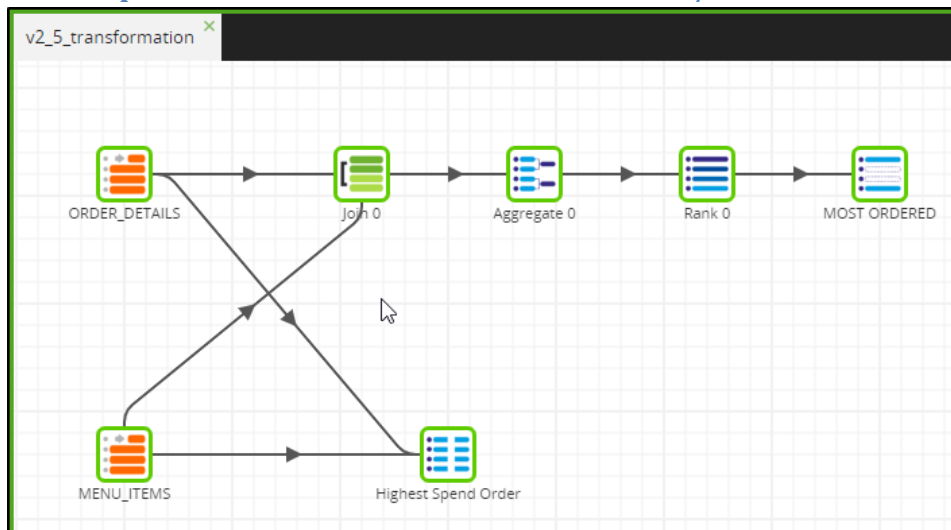 v2_5_transformation
ORDER_DETAILS
Join 0
Aggregate 0
Rank 0
MOST ORDERED
MENU_ITEMS
Highest Spend Order